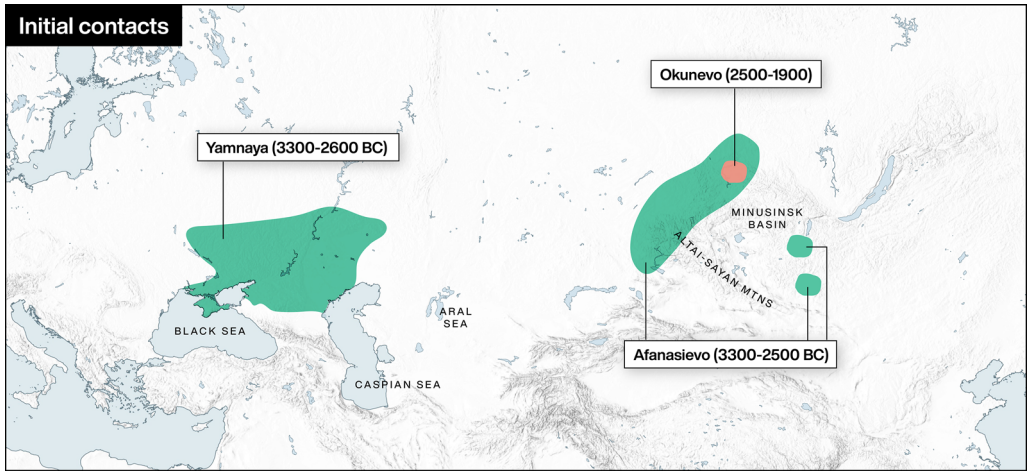 Initial contacts
Okunevo (2500-1900)
Yamnaya (3300-2600 BC)
MINUSINSK
BASIN
ALTAI-SAYAN MTNS
ARAL
SEA
BLACK SEA
Afanasievo (3300-2500 BC)
CASPIAN SEA